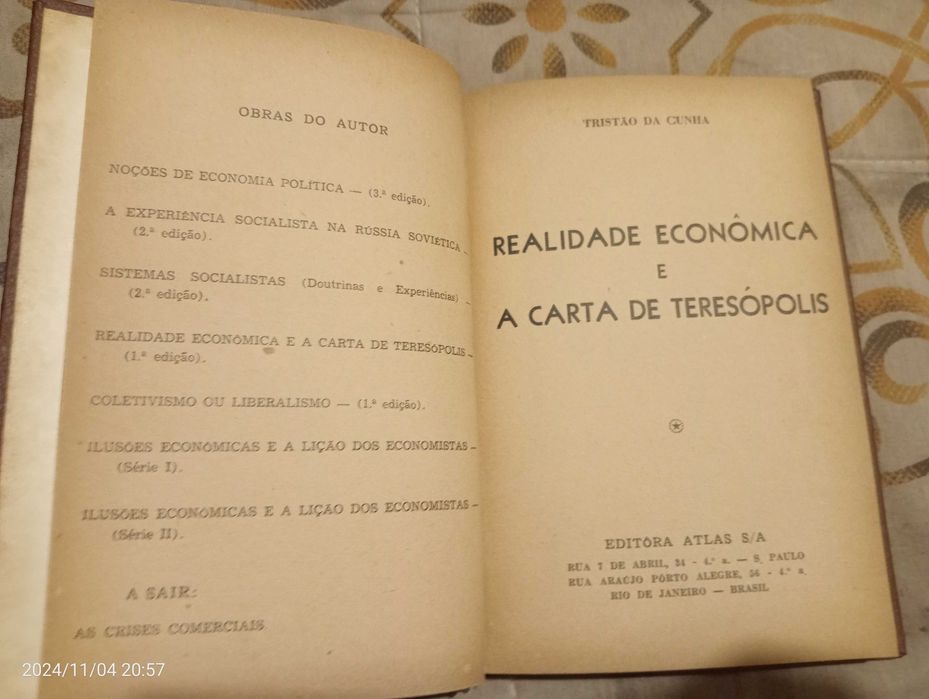 OBRAS DO AUTOR
NOÇÕES DE ECONOMIA POLÍTICA — (3.ª edição).
A EXPERIÊNCIA SOCIALISTA NA RÚSSIA SOVIÉTICA —
(2.ª edição).
SISTEMAS SOCIALISTAS (Doutrinas e Experiências) —
(2.ª edição).
REALIDADE ECONÔMICA E A CARTA DE TERESÓPOLIS —
(1.ª edição).
COLETIVISMO OU LIBERALISMO — (1.ª edição).
ILUSÕES ECONÔMICAS E A LIÇÃO DOS ECONOMISTAS —
(Série I).
ILUSÕES ECONÔMICAS E A LIÇÃO DOS ECONOMISTAS —
(Série II).
A SAIR:
AS CRISES COMERCIAIS
TRISTÃO DA CUNHA
REALIDADE ECONÔMICA
E
A CARTA DE TERESÓPOLIS
EDITÔRA ATLAS S/A
RUA 7 DE ABRIL, 34 - 4.º a. — S. PAULO
RUA ARAÚJO PÔRTO ALEGRE, 56 - 4.º a.
RIO DE JANEIRO — BRASIL
2024/11/04 20:57